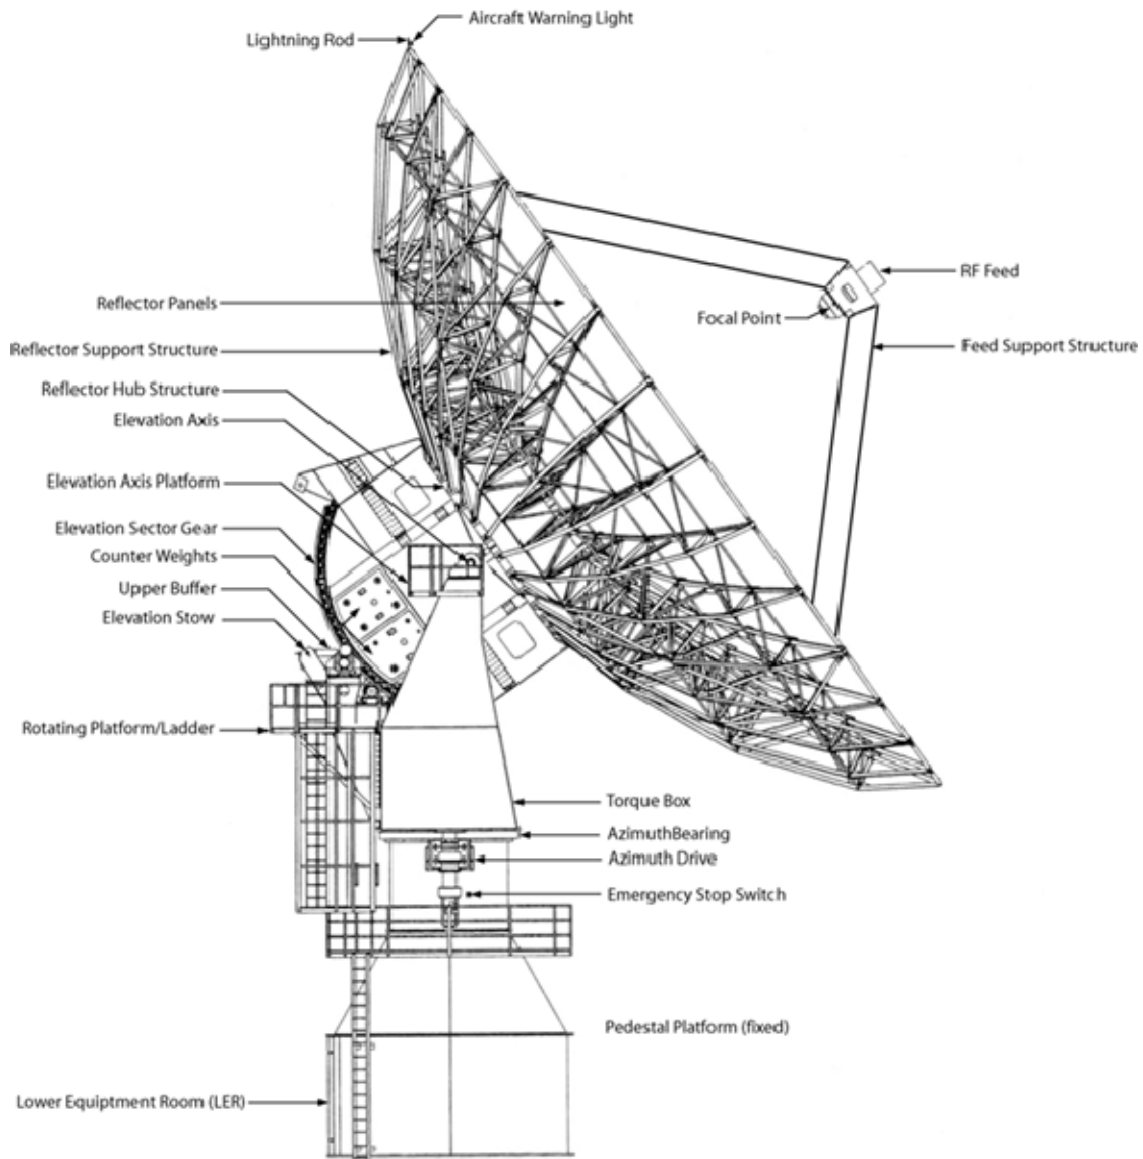 Aircraft Warning Light
Lightning Rod
RF Feed
Reflector Panels
Focal Point
Reflector Support Structure
Feed Support Structure
Reflector Hub Structure
Elevation Axis
Elevation Axis Platform
Elevation Sector Gear
Counter Weights
Upper Buffer
Elevation Stow
Rotating Platform/Ladder
Torque Box
AzimuthBearing
Azimuth Drive
Emergency Stop Switch
Pedestal Platform (fixed)
Lower Equiptment Room (LER)